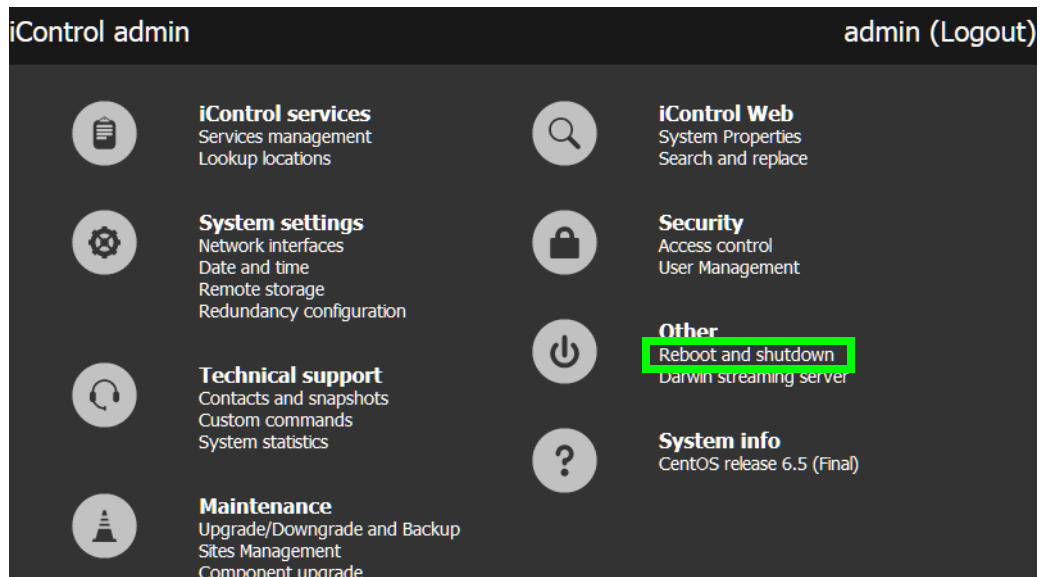 iControl admin
admin (Logout)
iControl services
Services management
Lookup locations
System settings
Network interfaces
Date and time
Remote storage
Redundancy configuration
Technical support
Contacts and snapshots
Custom commands
System statistics
Maintenance
Upgrade/Downgrade and Backup
Sites Management
Component upgrade
iControl Web
System Properties
Search and replace
Security
Access control
User Management
Other
Reboot and shutdown
Darwin streaming server
System info
CentOS release 6.5 (Final)